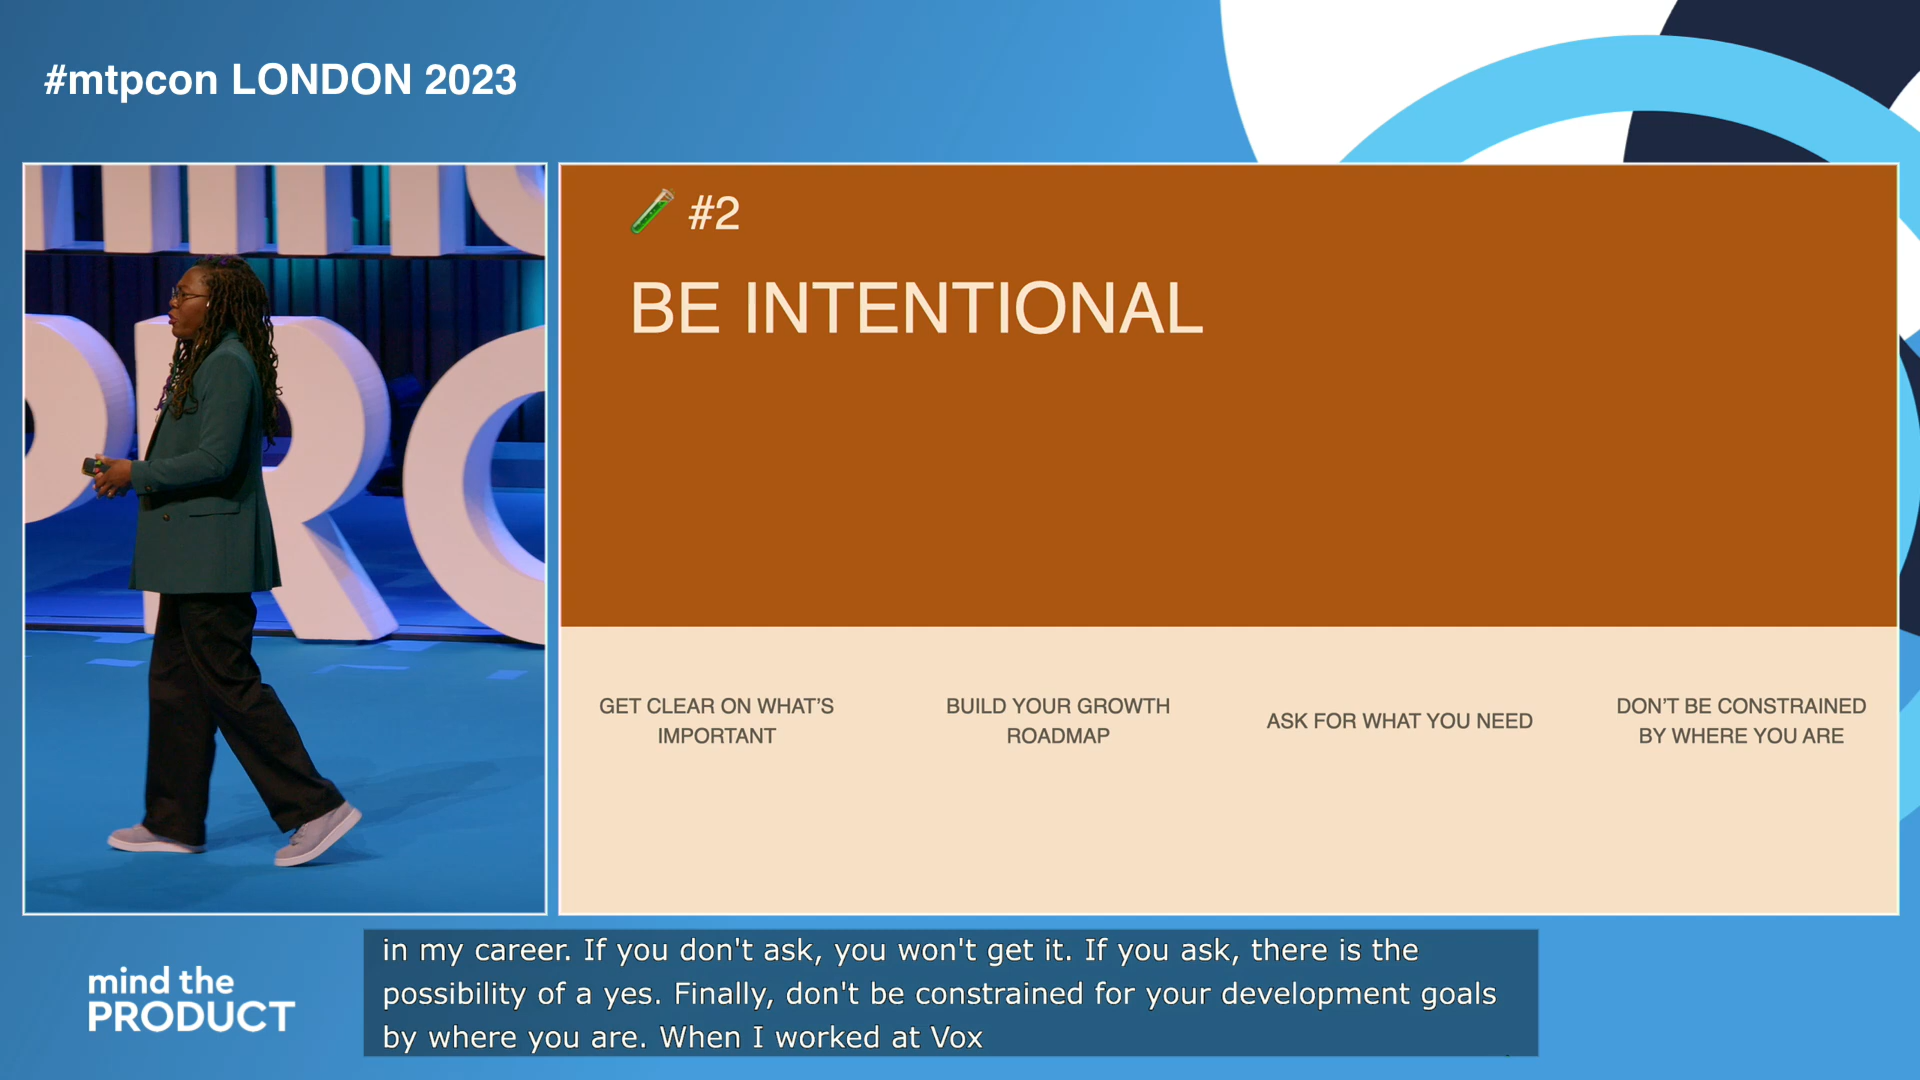 #mtpcon LONDON 2023
#2
BE INTENTIONAL
GET CLEAR ON WHAT'S
IMPORTANT
BUILD YOUR GROWTH
ROADMAP
ASK FOR WHAT YOU NEED
DON'T BE CONSTRAINED
BY WHERE YOU ARE
mind the
PRODUCT
in my career. If you don't ask, you won't get it. If you ask, there is the
possibility of a yes. Finally, don't be constrained for your development goals
by where you are. When I worked at Vox